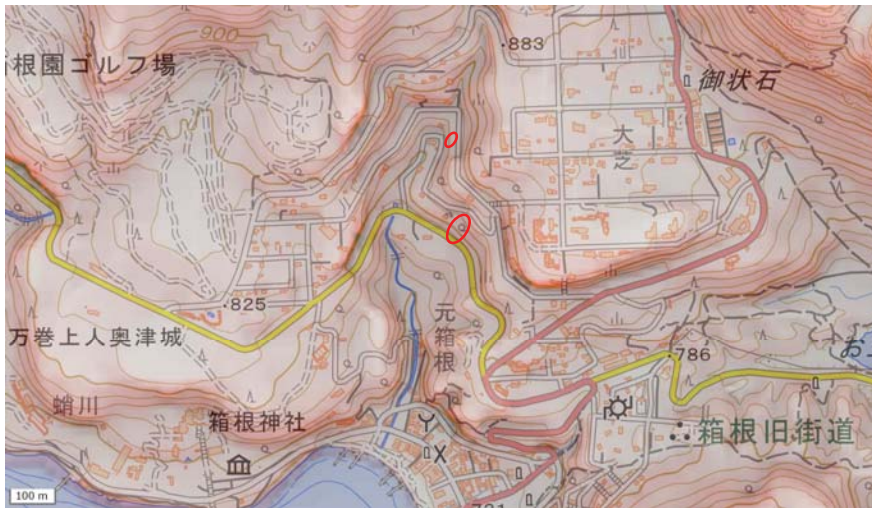 900
883
根園ゴルフ場
御状石
大芝
825
万巻上人奥津城
元箱根
786
お
蛸川
箱根神社
箱根旧街道
100 m